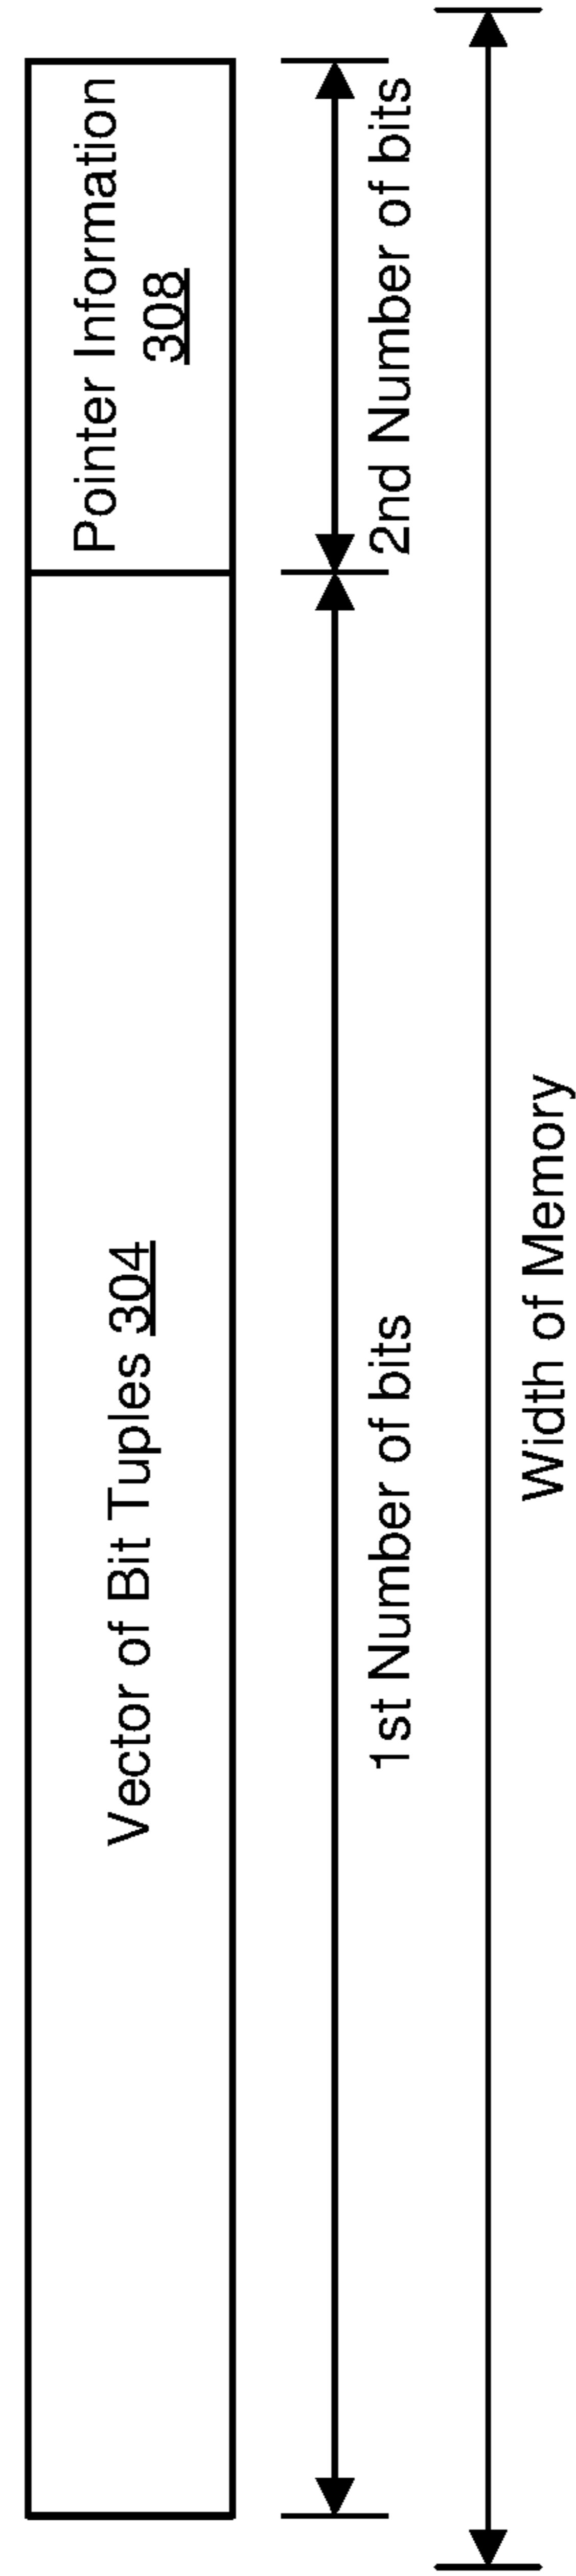 Vector of Bit Tuples 304
Pointer Information
308
1st Number of bits
2nd Number of bits
Width of Memory